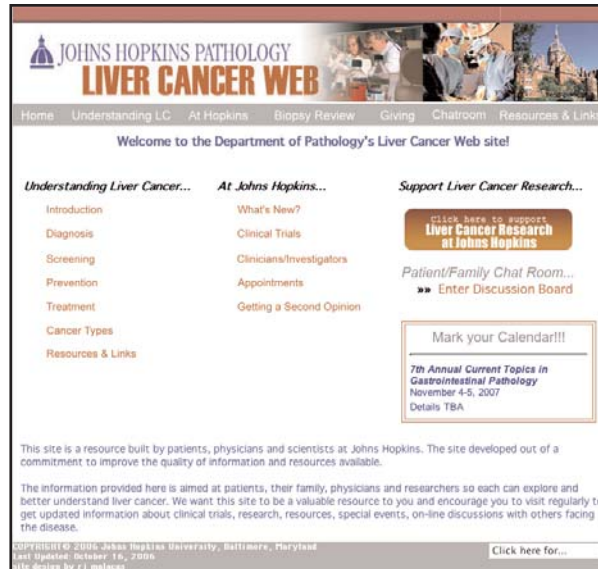 JOHNS HOPKINS PATHOLOGY
LIVER CANCER WEB
Home Understanding LC At Hopkins Biopsy Review Giving Chatroom Resources & Links
Welcome to the Department of Pathology's Liver Cancer Web site!
Understanding Liver Cancer...
Introduction
Diagnosis
Screening
Prevention
Treatment
Cancer Types
Resources & Links
At Johns Hopkins...
What's New?
Clinical Trials
Clinicians/Investigators
Appointments
Getting a Second Opinion
Support Liver Cancer Research...
Click here to support
Liver Cancer Research
at Johns Hopkins
Patient/Family Chat Room...
»» Enter Discussion Board
Mark your Calendar!!!
7th Annual Current Topics in
Gastrointestinal Pathology
November 4-5, 2007
Details TBA
This site is a resource built by patients, physicians and scientists at Johns Hopkins. The site developed out of a
commitment to improve the quality of information and resources available.
The information provided here is aimed at patients, their family, physicians and researchers so each can explore and
better understand liver cancer. We want this site to be a valuable resource to you and encourage you to visit regularly to
get updated information about clinical trials, research, resources, special events, on-line discussions with others facing
the disease.
COPYRIGHT © 2006 Johns Hopkins University, Baltimore, Maryland
Last Updated: October 16, 2006
site design by rj malacas
Click here for...